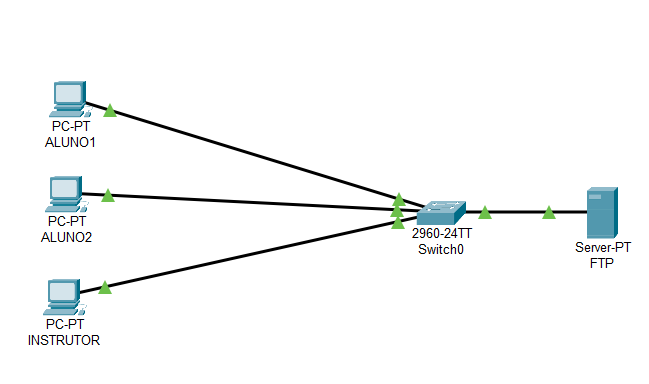 PC-PT
ALUNO1
PC-PT
ALUNO2
2960-24TT
Switch0
Server-PT
FTP
PC-PT
INSTRUTOR